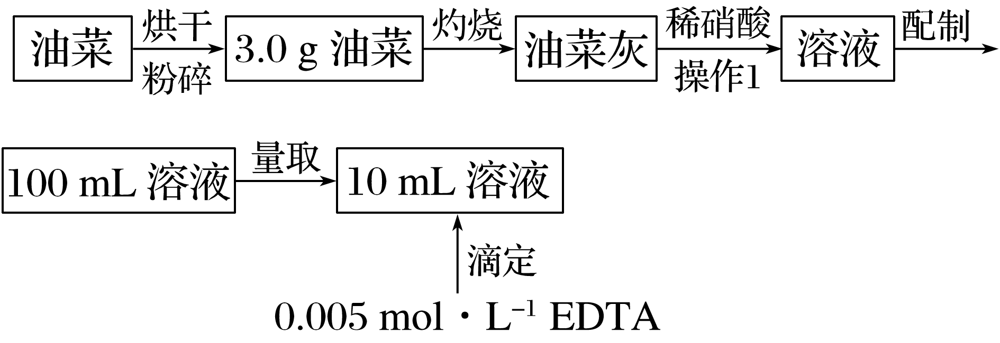 油菜
烘干
粉碎
3.0 g 油菜
灼烧
油菜灰
稀硝酸
操作1
溶液
配制
100 mL 溶液
量取
10 mL 溶液
滴定
0.005 mol · L⁻¹ EDTA